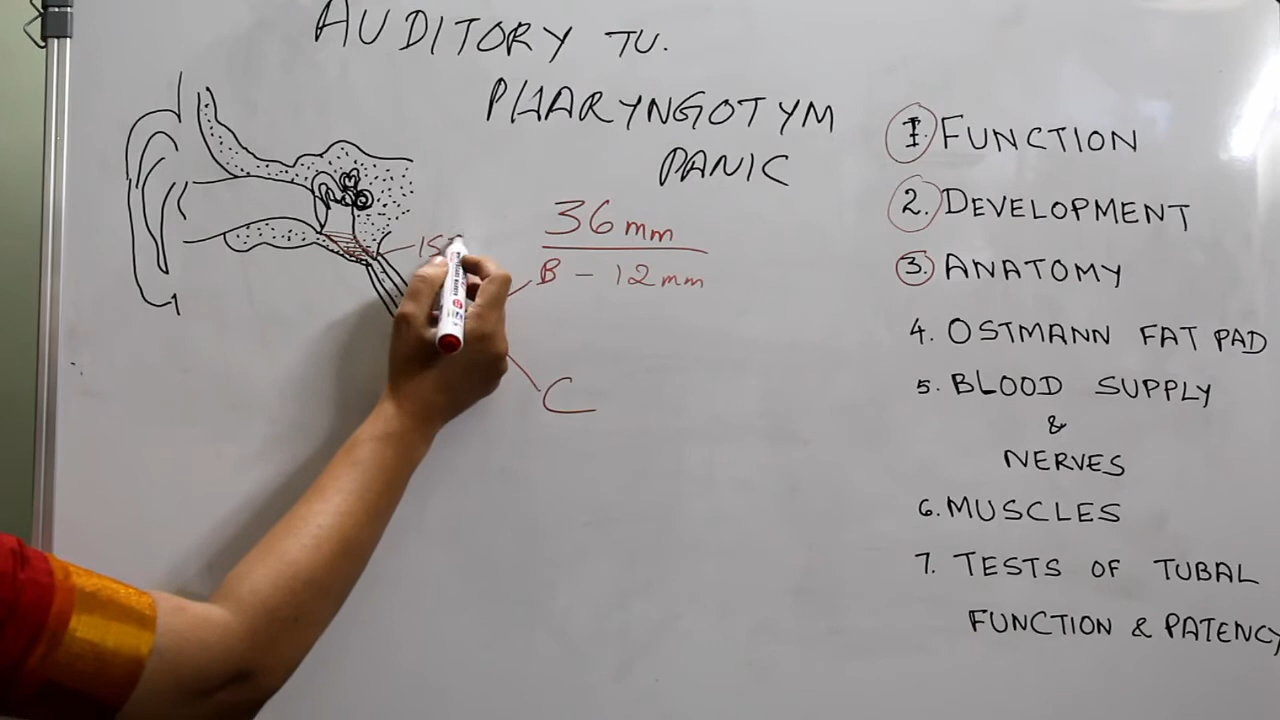 AUDITORY TU.
PHARYNGOTYM
PANIC
36 mm
B - 12 mm
C
1. FUNCTION
2. DEVELOPMENT
3. ANATOMY
4. OSTMANN FAT PAD
5. BLOOD SUPPLY
&
NERVES
6. MUSCLES
7. TESTS OF TUBAL
FUNCTION & PATENCY